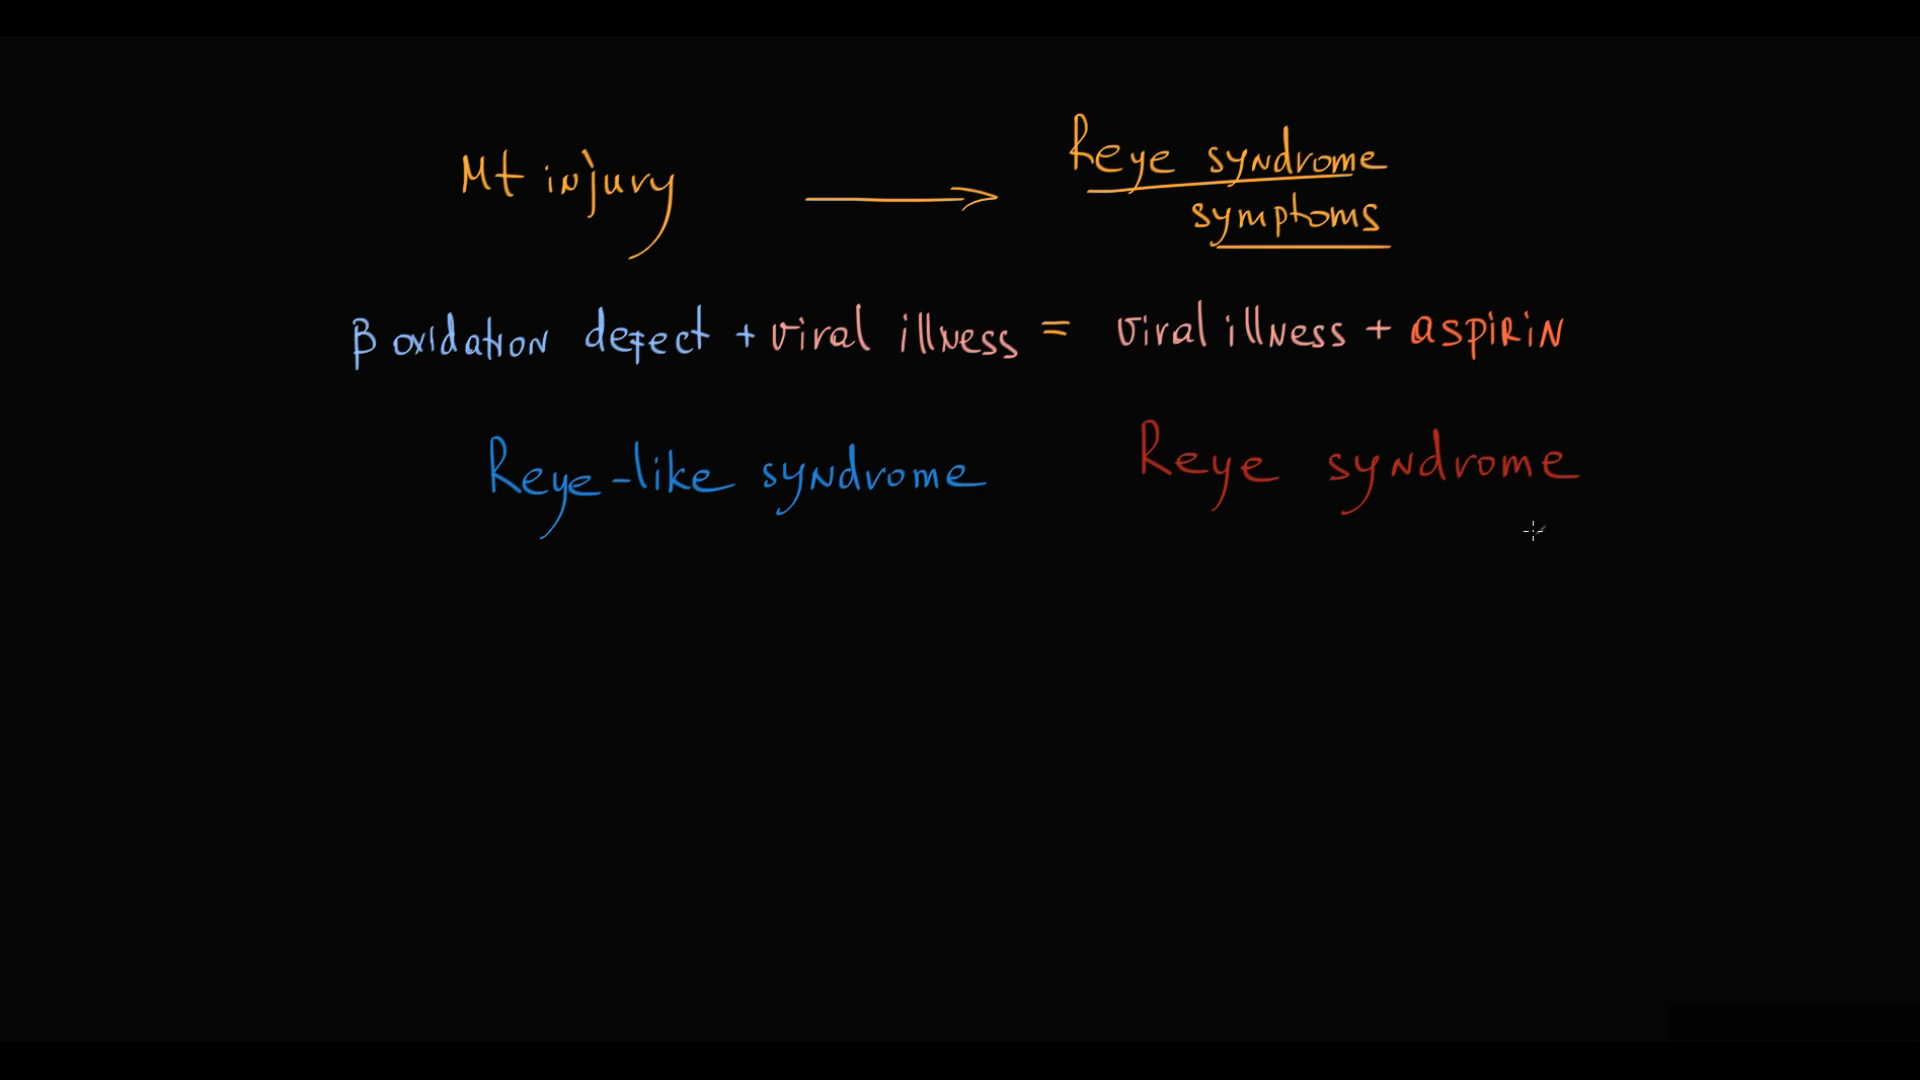 Mt injury → Reye syndrome
symptoms
β oxidation defect + viral illness = viral illness + aspirin
Reye-like syndrome Reye syndrome